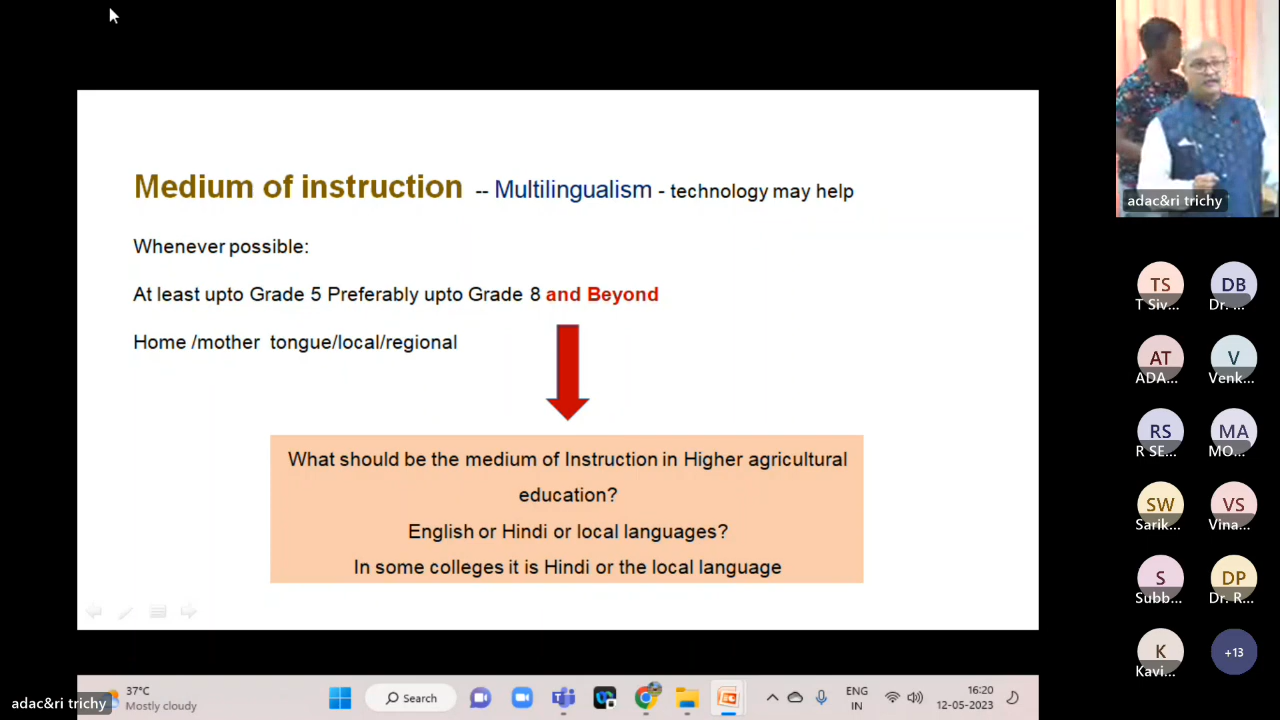 Medium of instruction -- Multilingualism - technology may help
Whenever possible:
At least upto Grade 5 Preferably upto Grade 8 and Beyond
Home /mother tongue/local/regional
What should be the medium of Instruction in Higher agricultural
education?
English or Hindi or local languages?
In some colleges it is Hindi or the local language
adac&ri trichy
TS DB
T Siv... Dr. ...
AT V
ADA... Venk...
RS MA
R SE... MO...
SW VS
Sarik... Vina...
S DP
Subb... Dr. R...
K +13
Kavi...
37°C
Mostly cloudy
adac&ri trichy
Search
ENG
IN
16:20
12-05-2023